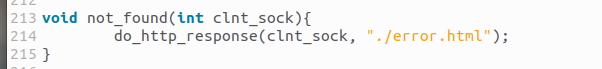 213 void not_found(int clnt_sock){
214         do_http_response(clnt_sock, "./error.html");
215 }